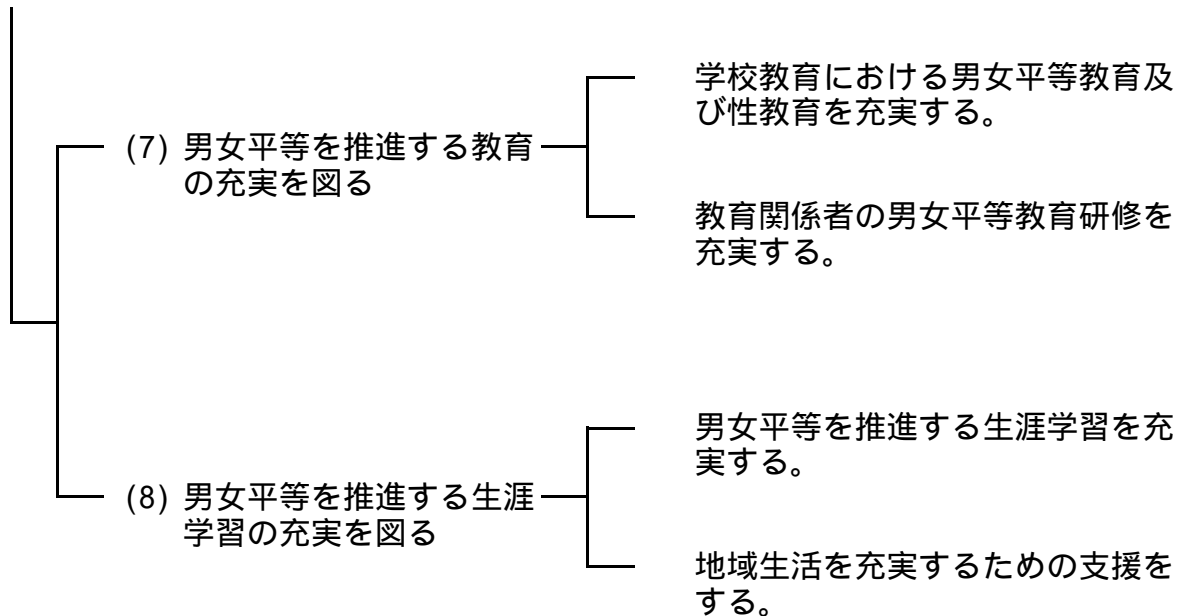 学校教育における男女平等教育及
び性教育を充実する。
(7) 男女平等を推進する教育
の充実を図る
教育関係者の男女平等教育研修を
充実する。
男女平等を推進する生涯学習を充
実する。
(8) 男女平等を推進する生涯
学習の充実を図る
地域生活を充実するための支援を
する。